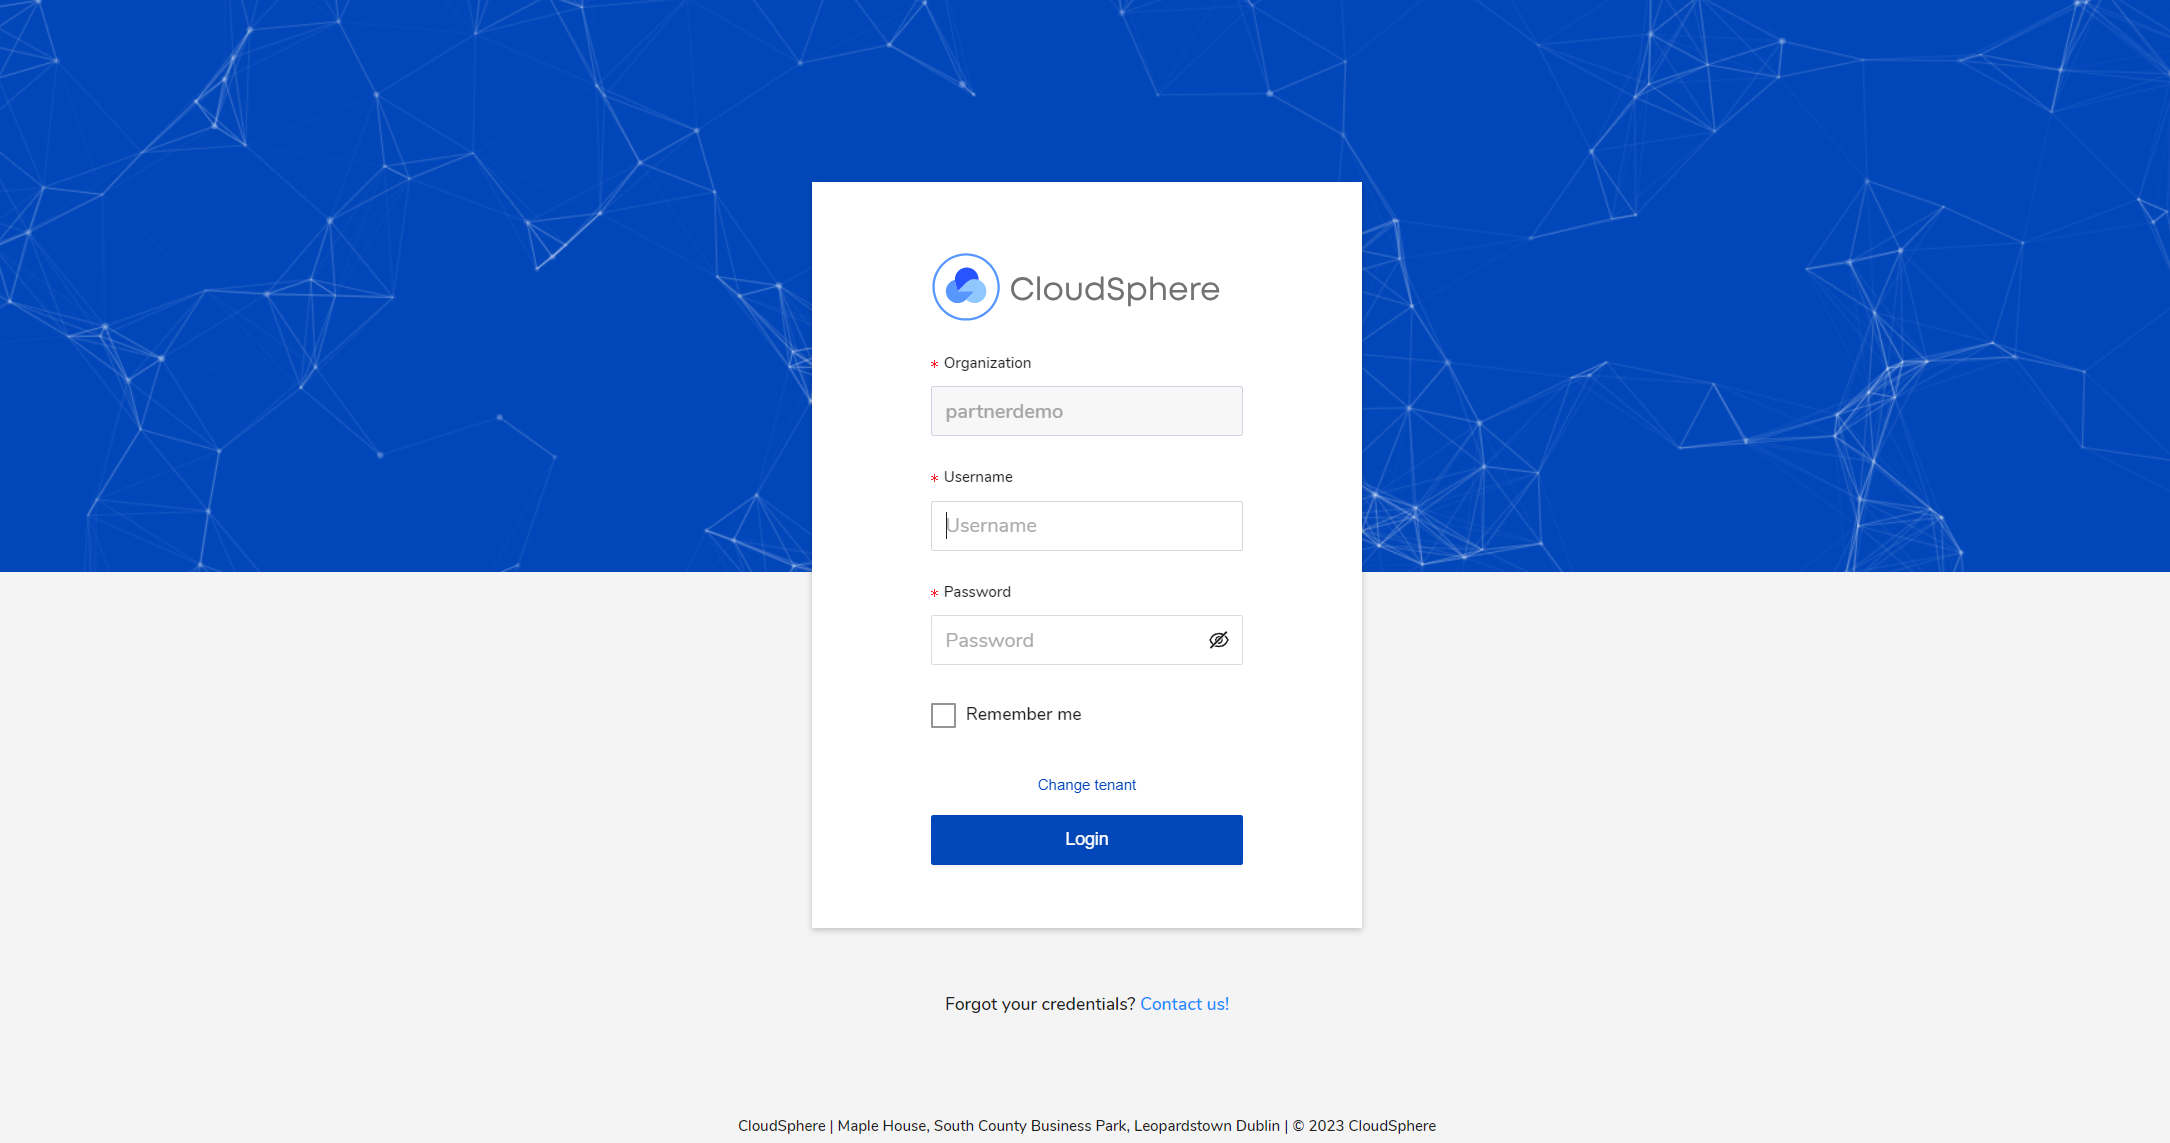 CloudSphere
* Organization
partnerdemo
* Username
Username
* Password
Password
Remember me
Change tenant
Login
Forgot your credentials? Contact us!
CloudSphere | Maple House, South County Business Park, Leopardstown Dublin | © 2023 CloudSphere